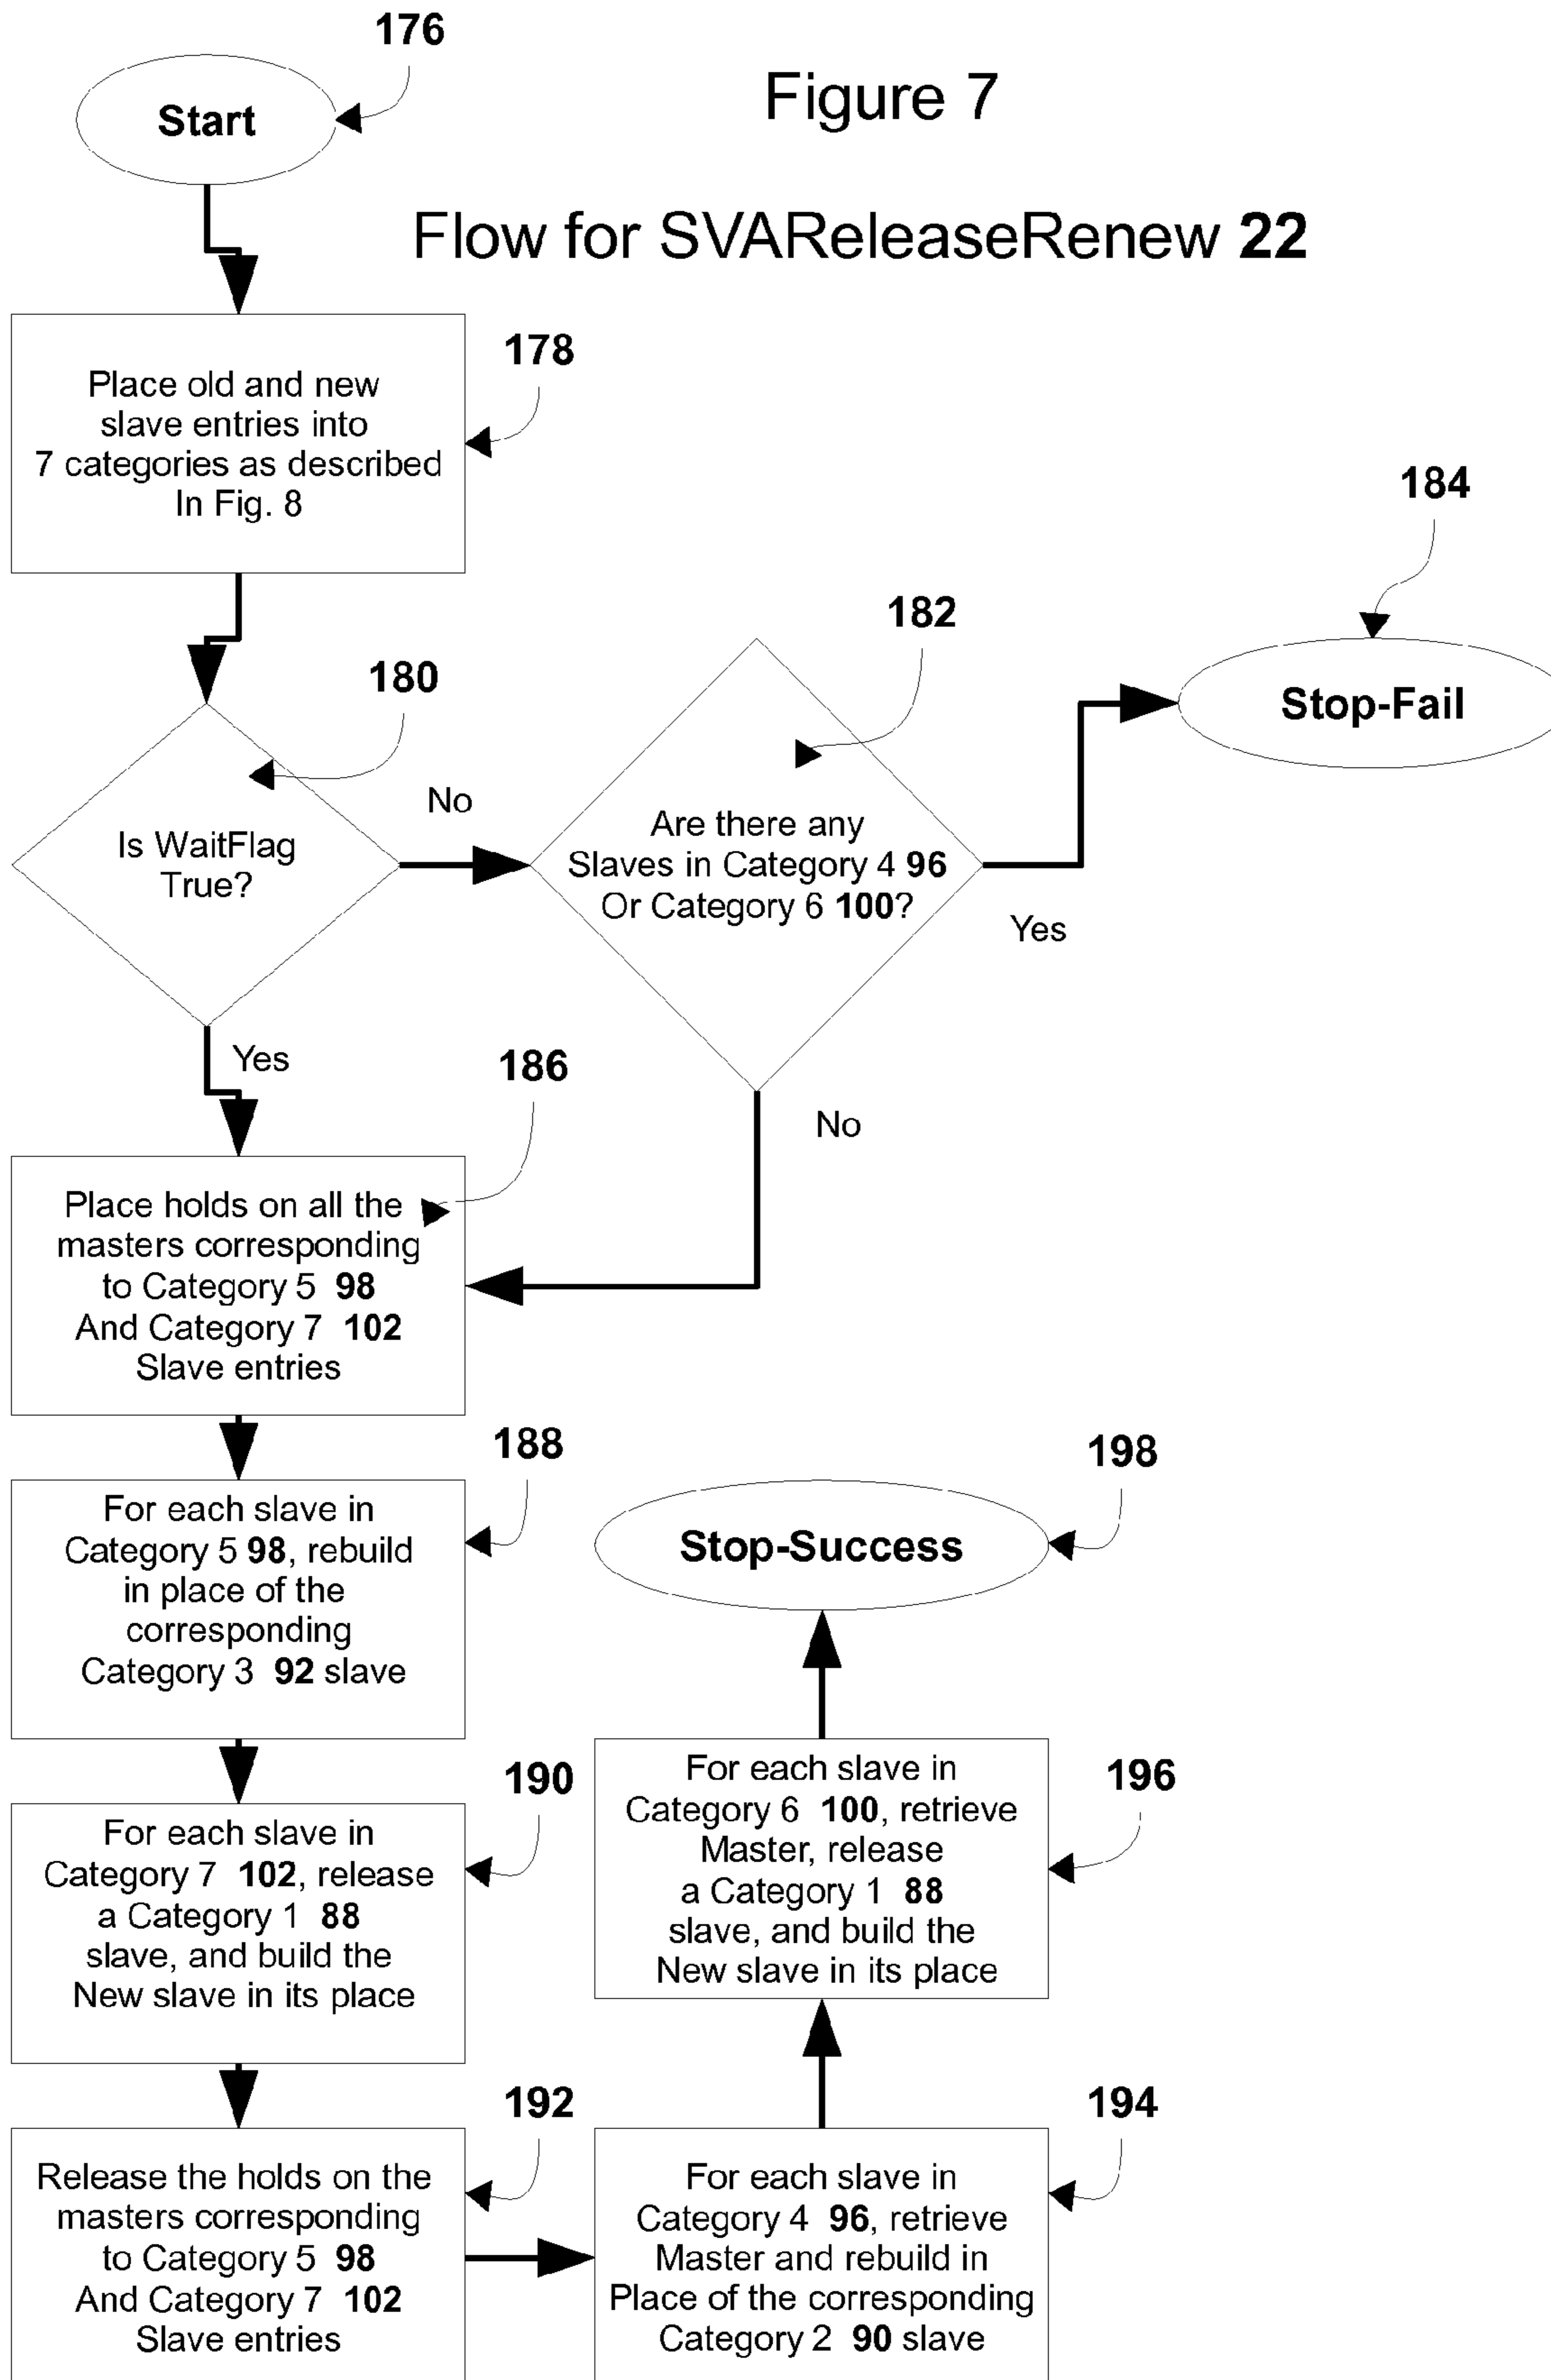 176
Figure 7
Start
Flow for SVAReleaseRenew 22
178
Place old and new
slave entries into
7 categories as described
In Fig. 8
184
182
Stop-Fail
180
No
Are there any
Slaves in Category 4 96
Or Category 6 100?
Is WaitFlag
True?
Yes
Yes
186
No
Place holds on all the
masters corresponding
to Category 5 98
And Category 7 102
Slave entries
188
198
For each slave in
Category 5 98, rebuild
in place of the
corresponding
Category 3 92 slave
Stop-Success
190
196
For each slave in
Category 7 102, release
a Category 1 88
slave, and build the
New slave in its place
For each slave in
Category 6 100, retrieve
Master, release
a Category 1 88
slave, and build the
New slave in its place
192
194
Release the holds on the
masters corresponding
to Category 5 98
And Category 7 102
Slave entries
For each slave in
Category 4 96, retrieve
Master and rebuild in
Place of the corresponding
Category 2 90 slave